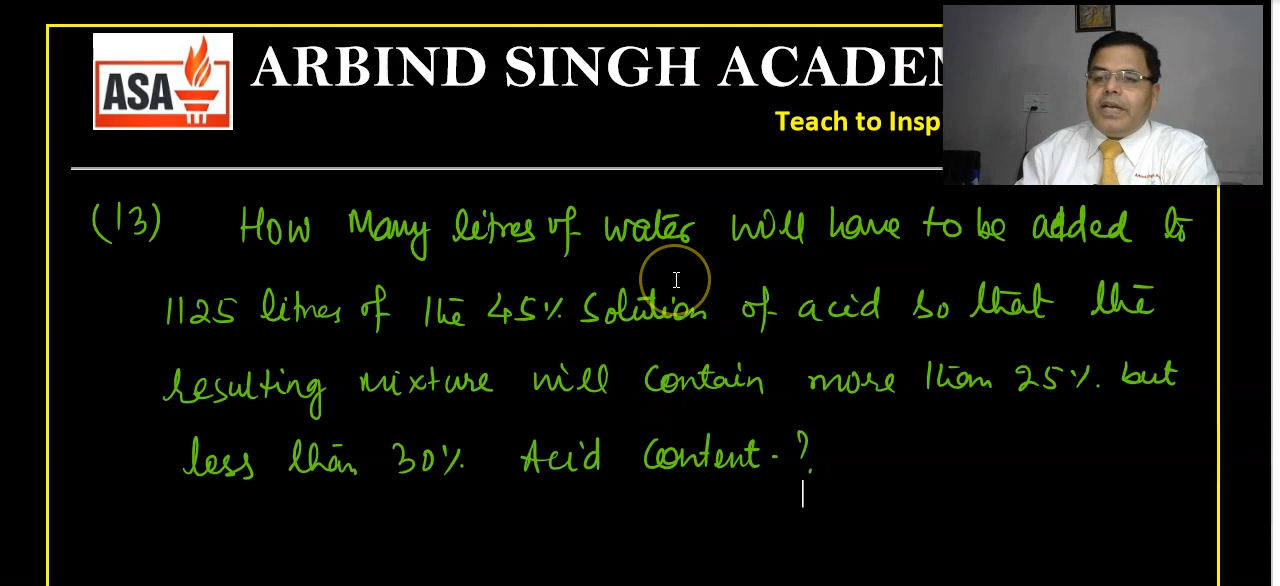 ASA
ARBIND SINGH ACADEM
Teach to Insp
(13) How Many litres of water will have to be added to
1125 litres of the 45% Solution of acid so that the
resulting mixture will contain more than 25%. but
less than 30% Acid Content. ?